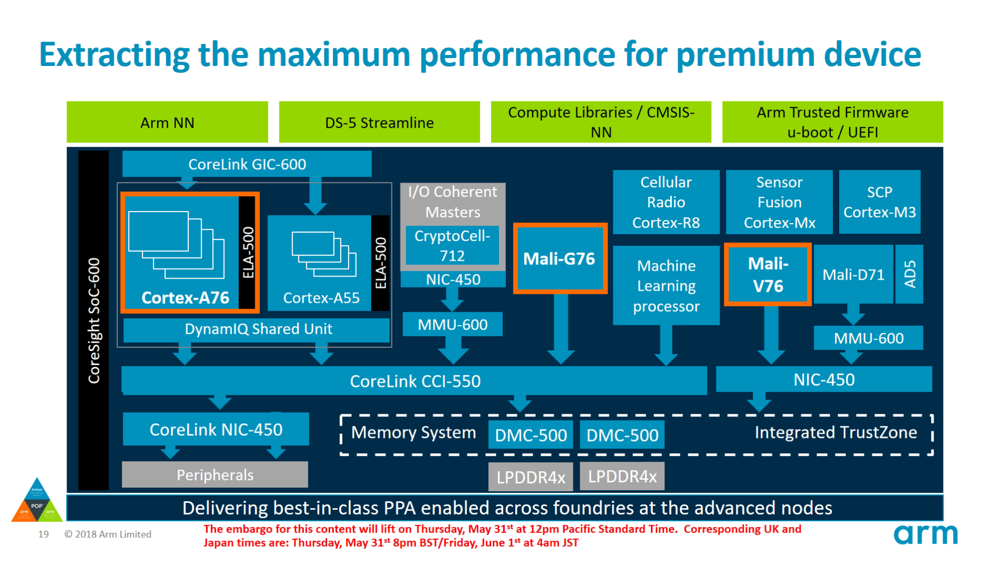 Extracting the maximum performance for premium device
Arm NN
DS-5 Streamline
Compute Libraries / CMSIS-
NN
Arm Trusted Firmware
u-boot / UEFI
CoreSight SoC-600
CoreLink GIC-600
Cortex-A76
ELA-500
Cortex-A55
ELA-500
DynamIQ Shared Unit
I/O Coherent
Masters
CryptoCell-
712
NIC-450
MMU-600
Mali-G76
Cellular
Radio
Cortex-R8
Sensor
Fusion
Cortex-Mx
SCP
Cortex-M3
Machine
Learning
processor
Mali-
V76
Mali-D71
AD5
MMU-600
CoreLink CCI-550
NIC-450
CoreLink NIC-450
Peripherals
Memory System
DMC-500
DMC-500
Integrated TrustZone
LPDDR4x
LPDDR4x
Delivering best-in-class PPA enabled across foundries at the advanced nodes
Artisan
POP
arm
arm
19
© 2018 Arm Limited
The embargo for this content will lift on Thursday, May 31st at 12pm Pacific Standard Time. Corresponding UK and
Japan times are: Thursday, May 31st 8pm BST/Friday, June 1st at 4am JST
arm